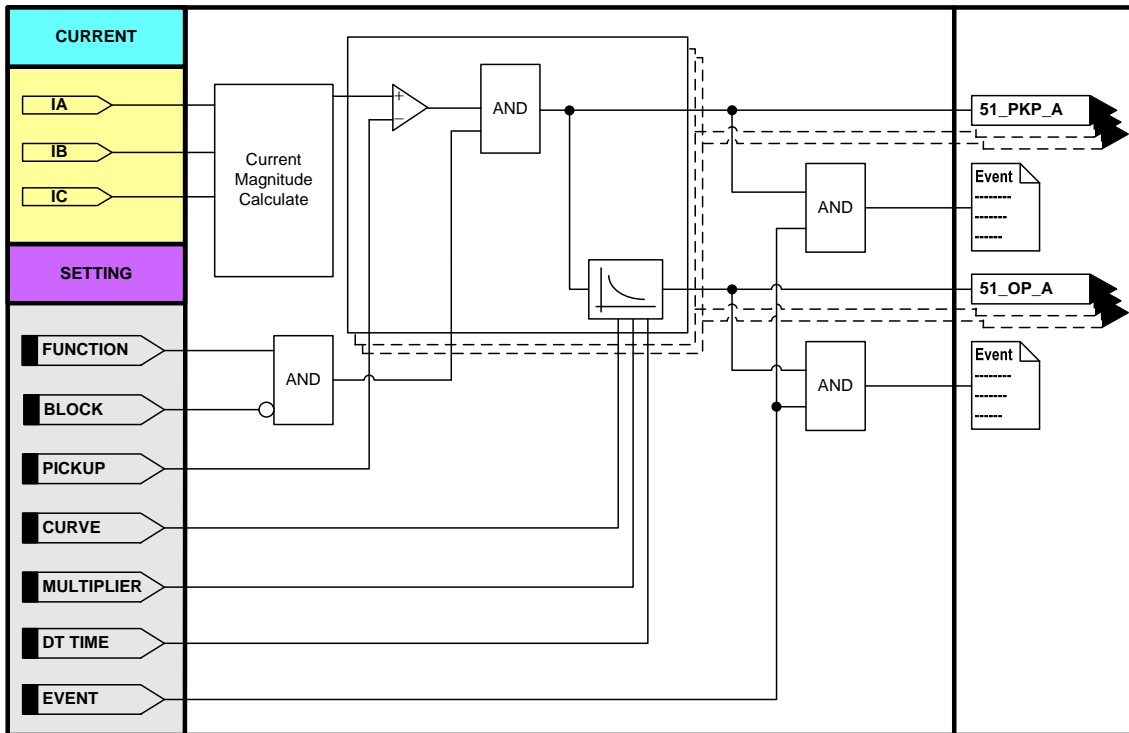 CURRENT
IA
IB
IC
SETTING
FUNCTION
BLOCK
PICKUP
CURVE
MULTIPLIER
DT TIME
EVENT
Current
Magnitude
Calculate
+
−
AND
AND
AND
AND
51_PKP_A
Event
--------
-------
------
51_OP_A
Event
--------
-------
------